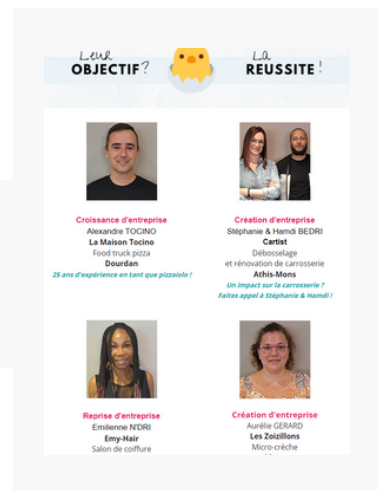 Leur
OBJECTIF?
La
REUSSITE!
Croissance d'entreprise
Alexandre TOCINO
La Maison Tocino
Food truck pizza
Dourdan
25 ans d'expérience en tant que pizzaiolo !
Création d'entreprise
Stéphanie & Hamdi BEDRI
Cartist
Débosselage
et rénovation de carrosserie
Athis-Mons
Un impact sur la carrosserie ?
Faites appel à Stéphanie & Hamdi !
Reprise d'entreprise
Emilienne N'DRI
Emy-Hair
Salon de coiffure
Création d'entreprise
Aurélie GERARD
Les Zoizillons
Micro-crèche